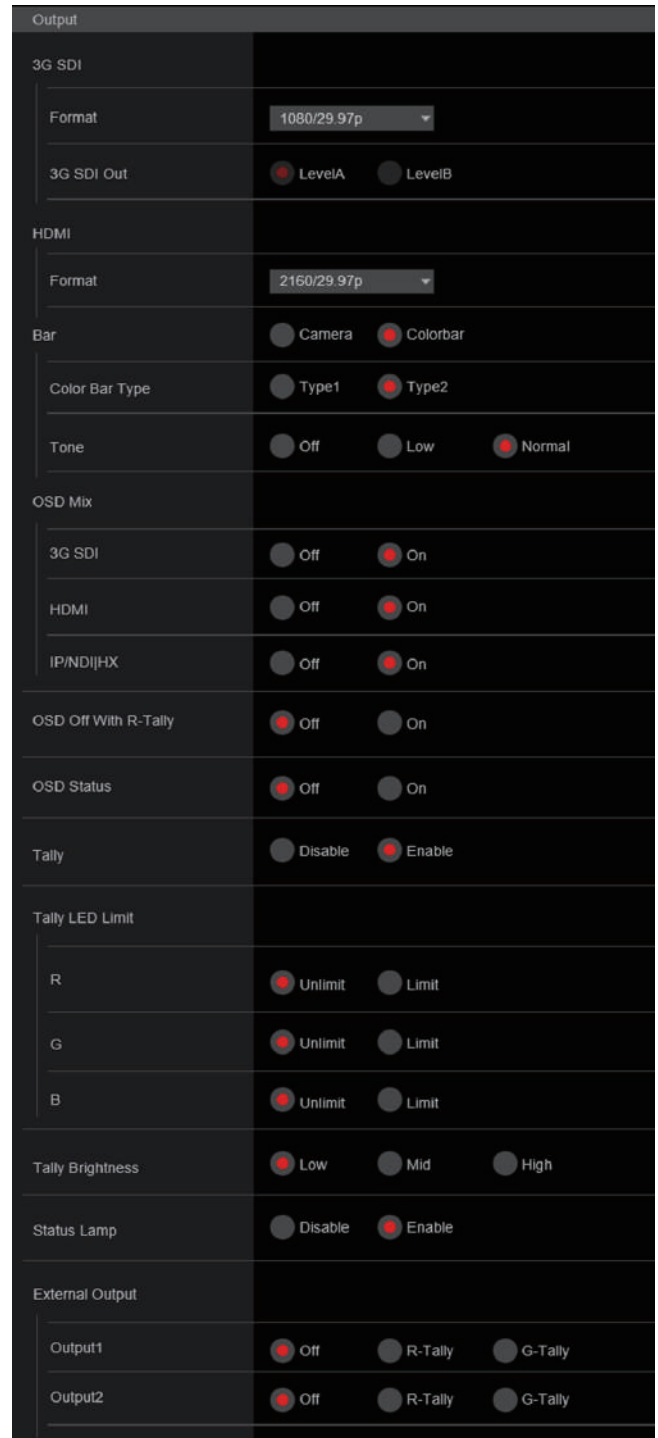 Output
3G SDI
Format 1080/29.97p
3G SDI Out LevelA LevelB
HDMI
Format 2160/29.97p
Bar Camera Colorbar
Color Bar Type Type1 Type2
Tone Off Low Normal
OSD Mix
3G SDI Off On
HDMI Off On
IP/NDI|HX Off On
OSD Off With R-Tally Off On
OSD Status Off On
Tally Disable Enable
Tally LED Limit
R Unlimit Limit
G Unlimit Limit
B Unlimit Limit
Tally Brightness Low Mid High
Status Lamp Disable Enable
External Output
Output1 Off R-Tally G-Tally
Output2 Off R-Tally G-Tally